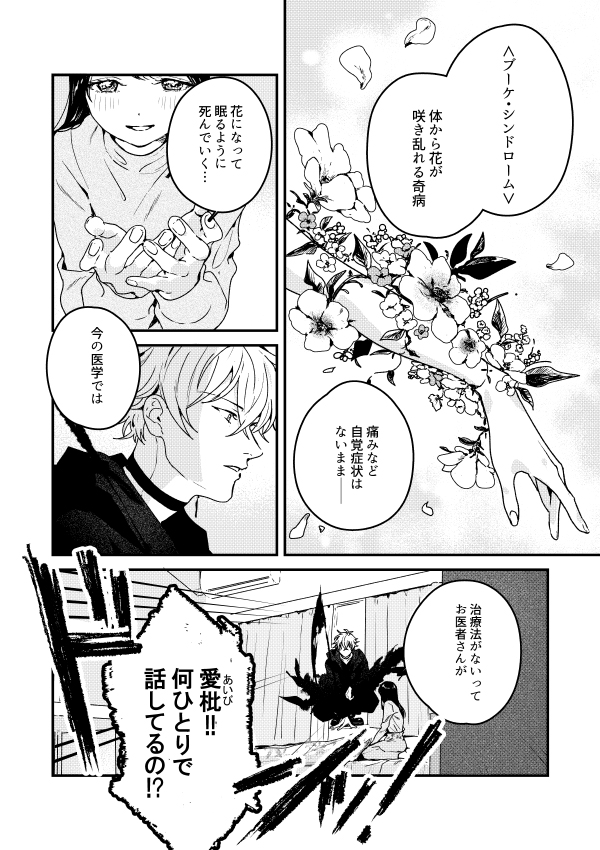 <ブーケ・シンドローム>
体から花が
咲き乱れる奇病
痛みなど
自覚症状は
ないまま――
花になって
眠るように
死んでいく…
今の医学では
治療法がないって
お医者さんが
愛枇!!
あいび
何ひとりで
話してるの!?